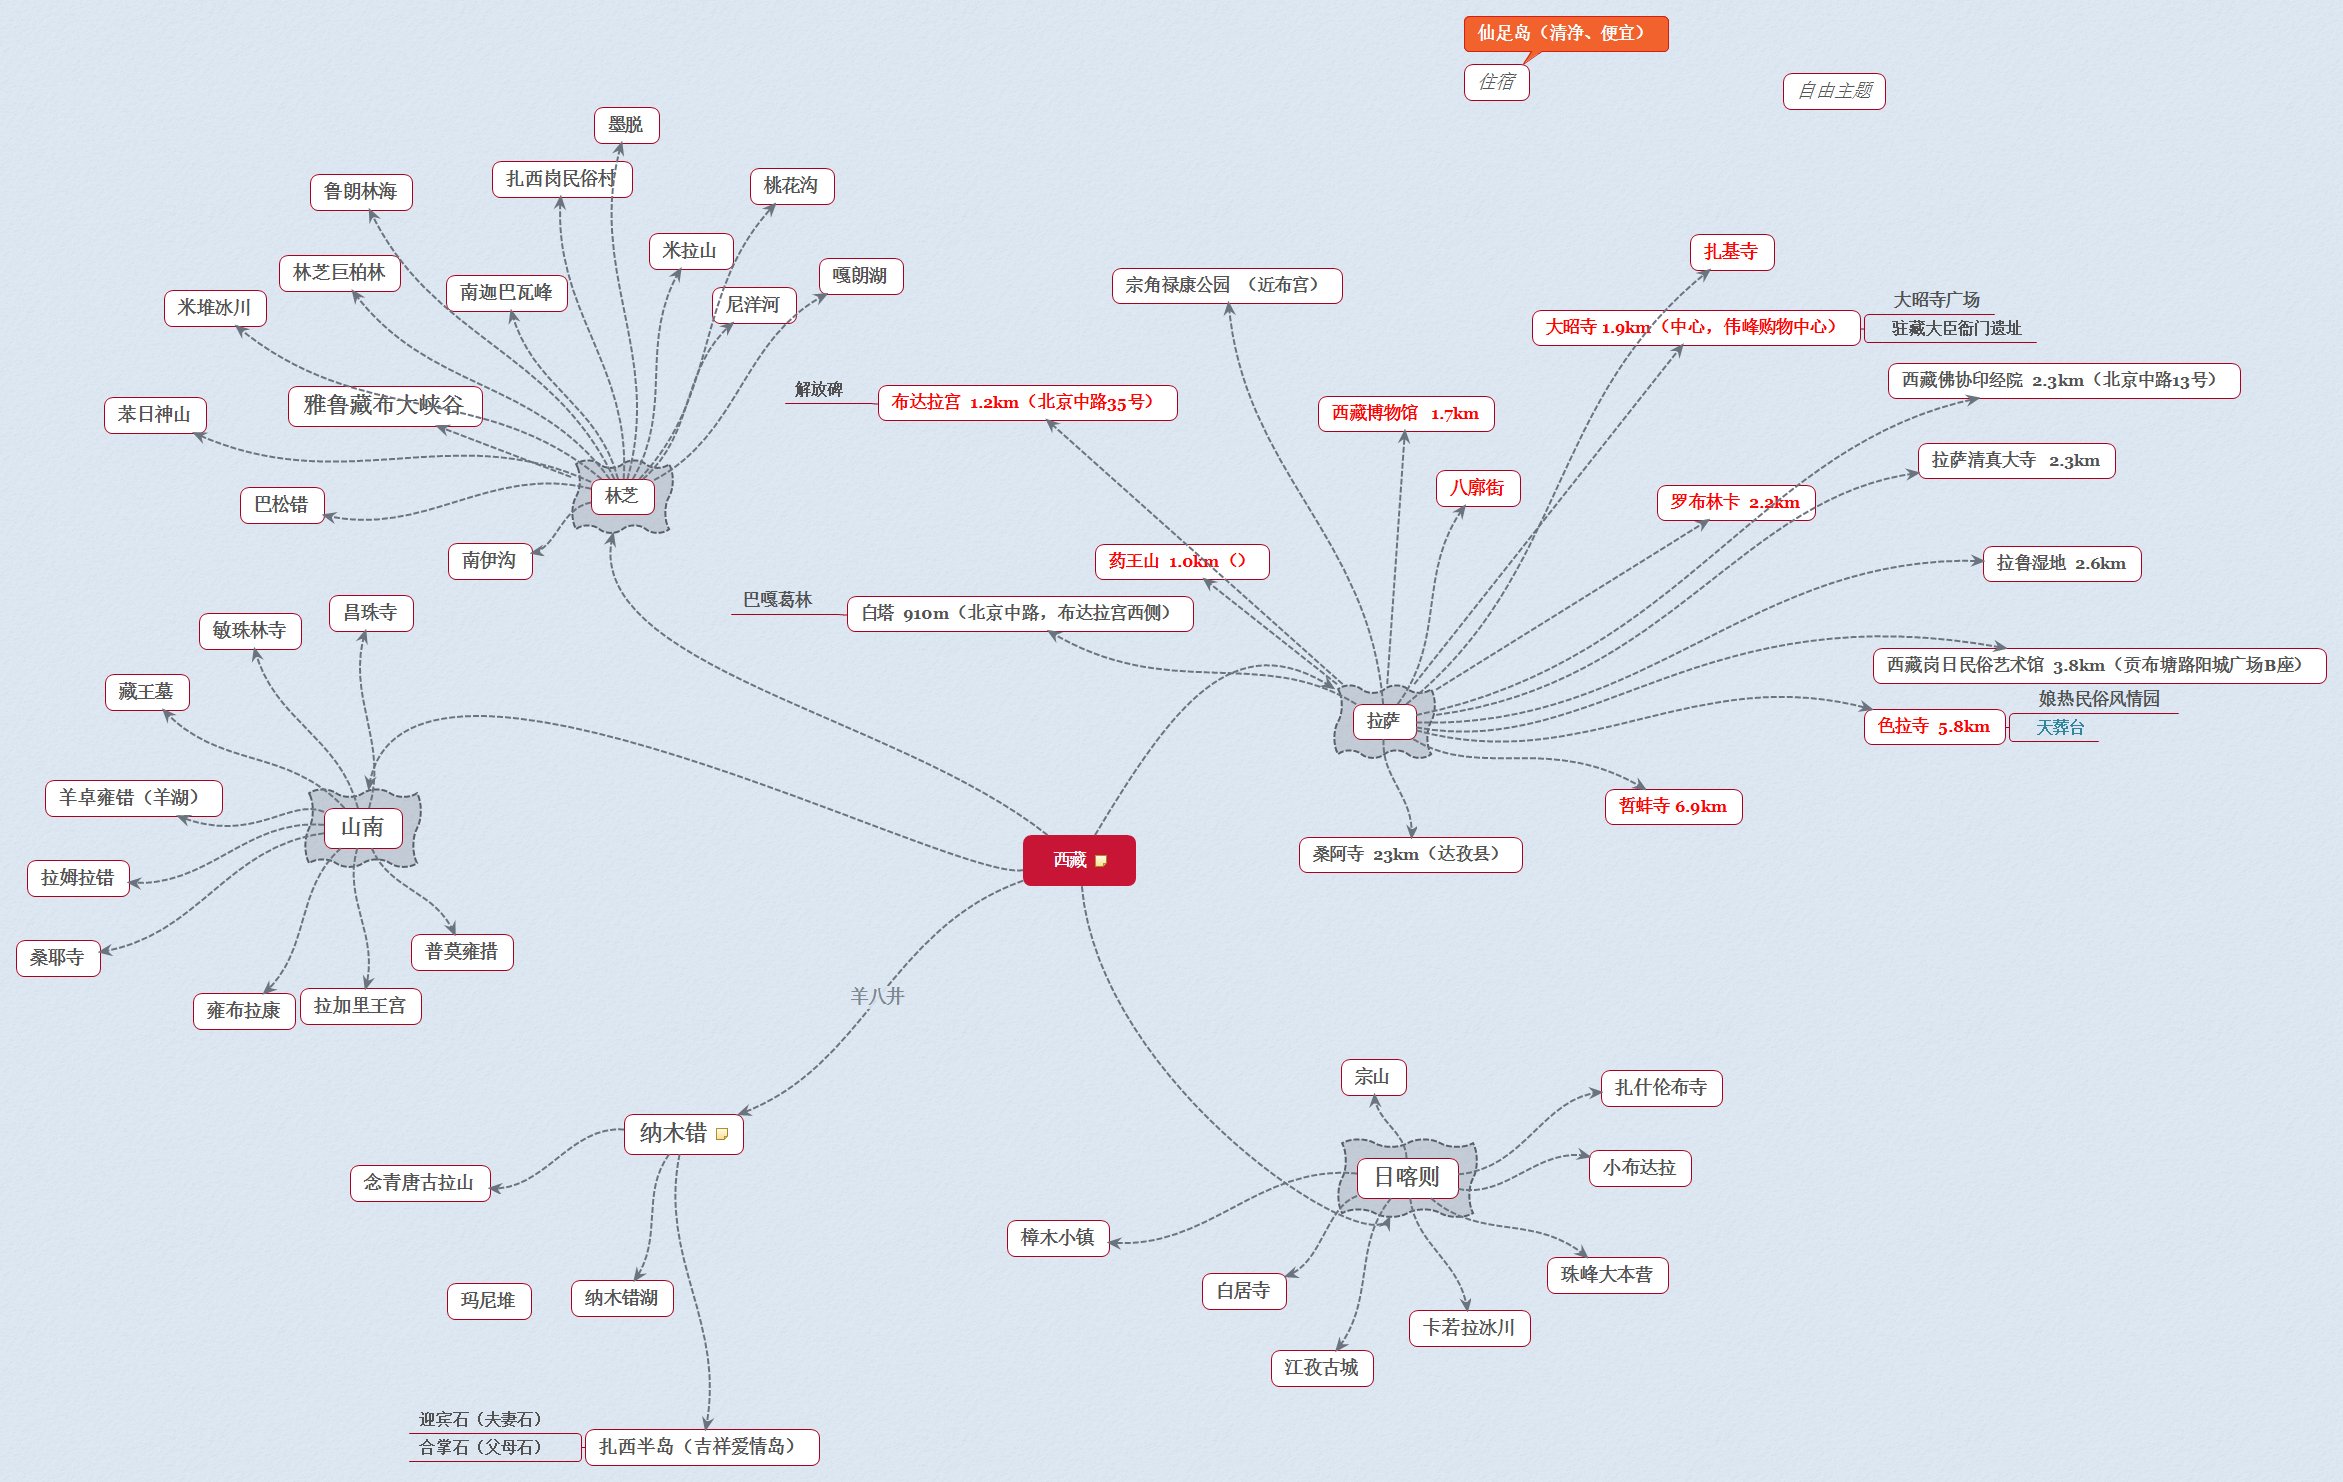 仙足岛（清净、便宜）
住宿
自由主题
墨脱
扎西岗民俗村
桃花沟
鲁朗林海
米拉山
林芝巨柏林
南迦巴瓦峰
嘎朗湖
米堆冰川
尼洋河
苯日神山
雅鲁藏布大峡谷
巴松错
林芝
南伊沟
扎基寺
宗角禄康公园 （近布宫）
大昭寺 1.9km（中心，伟峰购物中心）
大昭寺广场
驻藏大臣衙门遗址
西藏佛协印经院 2.3km（北京中路13号）
解放碑
布达拉宫 1.2km（北京中路35号）
西藏博物馆 1.7km
拉萨清真大寺 2.3km
八廓街
罗布林卡 2.2km
药王山 1.0km（）
拉鲁湿地 2.6km
巴嘎葛林
白塔 910m（北京中路，布达拉宫西侧）
西藏岗日民俗艺术馆 3.8km（贡布塘路阳城广场B座）
娘热民俗风情园
色拉寺 5.8km
天葬台
拉萨
哲蚌寺 6.9km
桑阿寺 23km（达孜县）
昌珠寺
敏珠林寺
藏王墓
羊卓雍错（羊湖）
山南
拉姆拉错
桑耶寺
普莫雍措
雍布拉康
拉加里王宫
西藏
羊八井
纳木错
念青唐古拉山
玛尼堆
纳木错湖
迎宾石（夫妻石）
合掌石（父母石）
扎西半岛（吉祥爱情岛）
宗山
扎什伦布寺
小布达拉
日喀则
樟木小镇
珠峰大本营
白居寺
卡若拉冰川
江孜古城